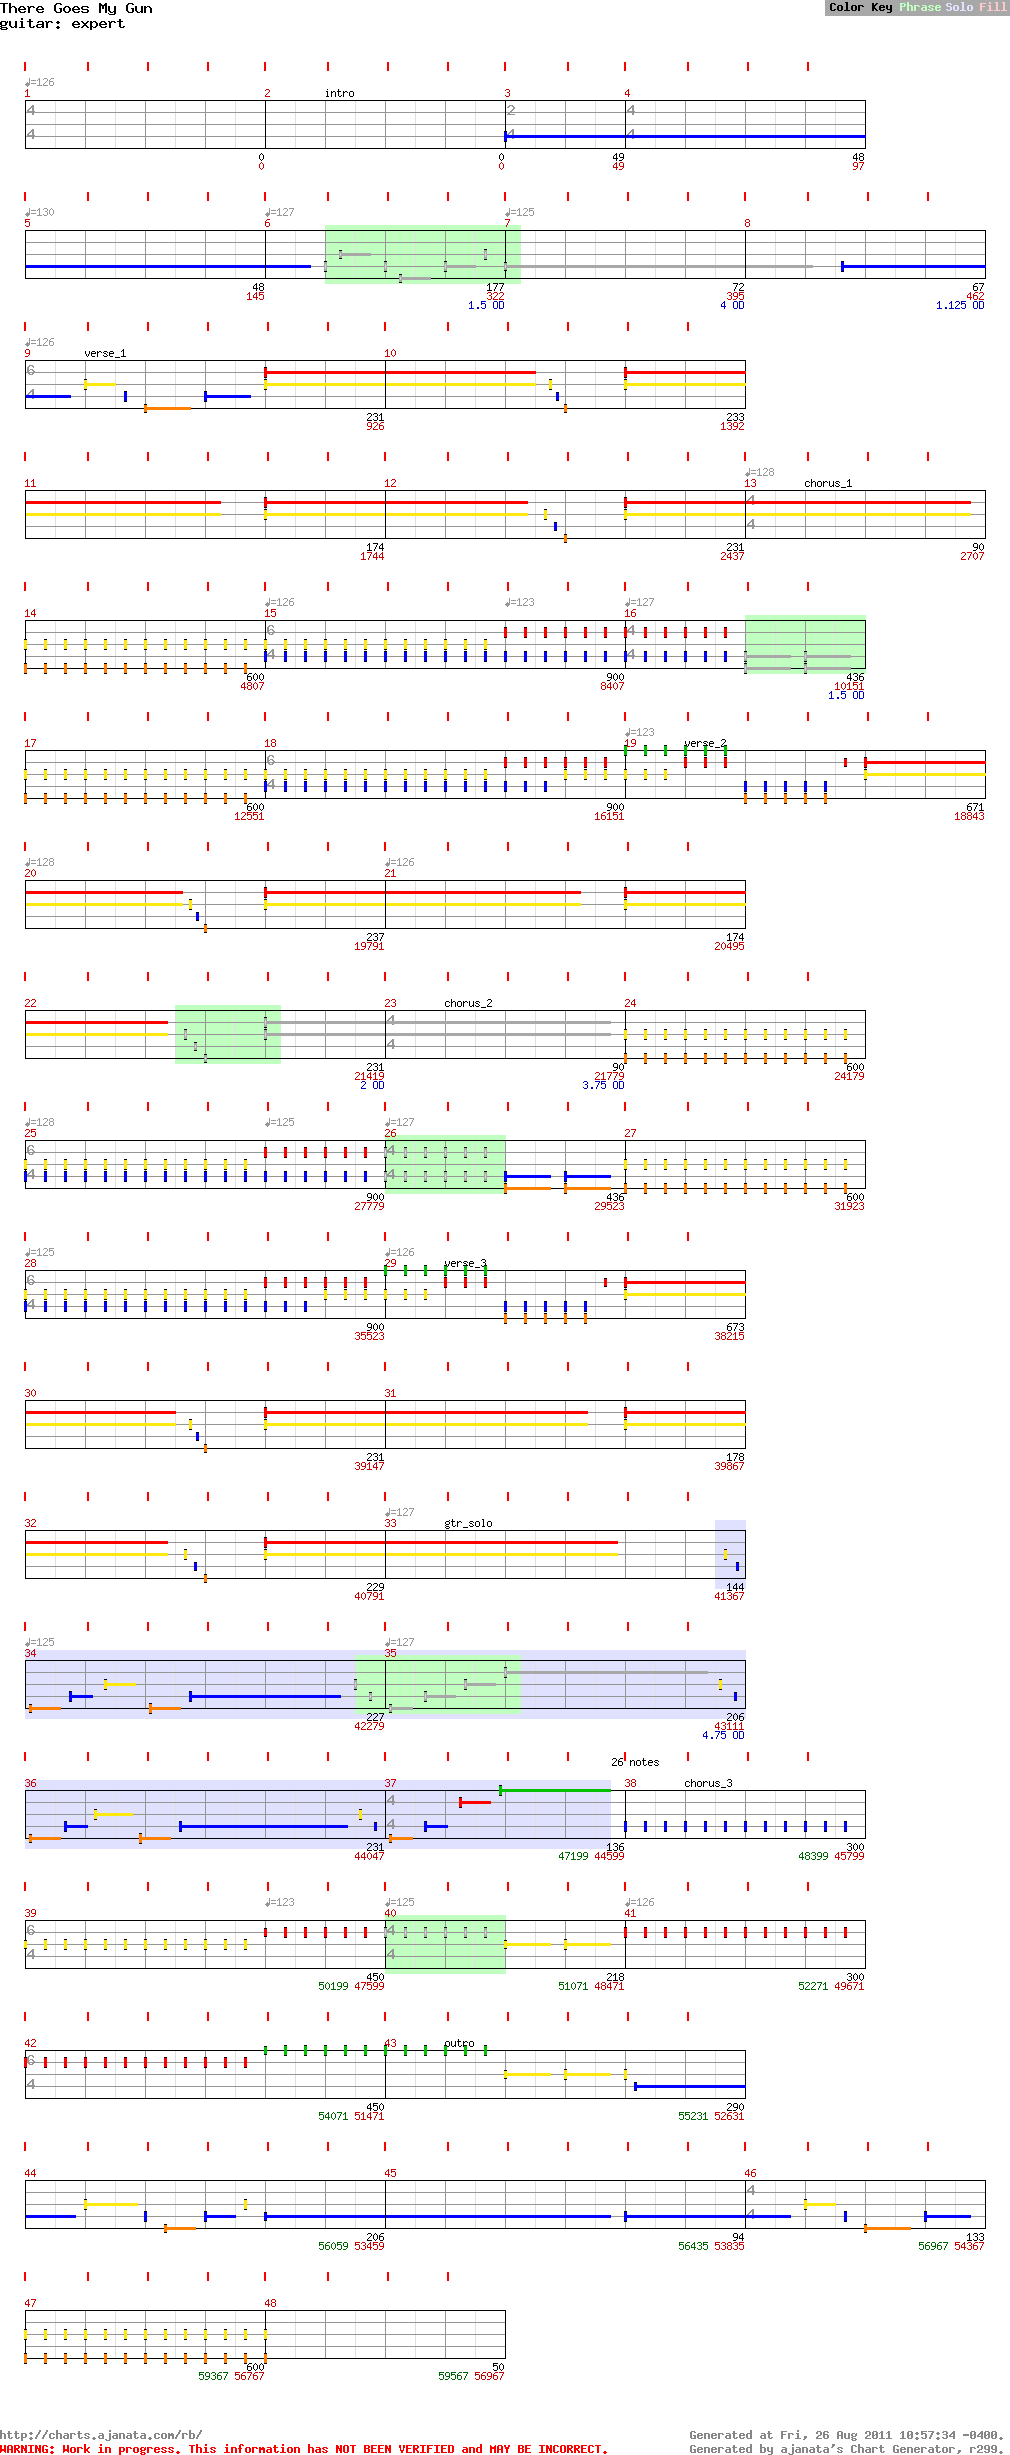 There Goes My Gun
guitar: expert
Color Key Phrase Solo Fill
♩=126
1 2 intro 3 4
4 2 4
4 4 4
0 0 49 48
0 0 49 97
♩=130 ♩=127 ♩=125
5 6 7 8
48 177 72 67
145 322 395 462
1.5 OD 4 OD 1.125 OD
♩=126
9 verse_1 10
6
4
231 233
926 1392
♩=128
11 12 13 chorus_1
4
4
174 231 90
1744 2437 2707
♩=126 ♩=123 ♩=127
14 15 16
6 4
4 4
600 900 436
4807 8407 10151
1.5 OD
♩=123
17 18 19 verse_2
6
4
600 900 671
12551 16151 18843
♩=128 ♩=126
20 21
237 174
19791 20495
22 23 chorus_2 24
4
4
231 90 600
21419 21779 24179
2 OD 3.75 OD
♩=128 ♩=125 ♩=127
25 26 27
6 4
4 4
900 436 600
27779 29523 31923
♩=125 ♩=126
28 29 verse_3
6
4
900 673
35523 38215
30 31
231 178
39147 39867
♩=127
32 33 gtr_solo
229 144
40791 41367
♩=125 ♩=127
34 35
227 206
42279 43111
4.75 OD
26 notes
36 37 38 chorus_3
4
4
231 136 300
44047 47199 44599 48399 45799
♩=123 ♩=125 ♩=126
39 40 41
6 4
4 4
450 218 300
50199 47599 51071 48471 52271 49671
42 43 outro
6
4
450 290
54071 51471 55231 52631
44 45 46
4
4
206 94 133
56059 53459 56435 53835 56967 54367
47 48
600 50
59367 56767 59567 56967
http://charts.ajanata.com/rb/ Generated at Fri, 26 Aug 2011 10:57:34 -0400.
WARNING: Work in progress. This information has NOT BEEN VERIFIED and MAY BE INCORRECT. Generated by ajanata's Chart Generator, r299.